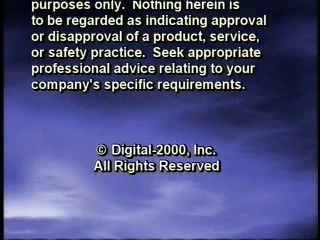 purposes only.  Nothing herein is
to be regarded as indicating approval
or disapproval of a product, service,
or safety practice.  Seek appropriate
professional advice relating to your
company's specific requirements.
© Digital-2000, Inc.
All Rights Reserved